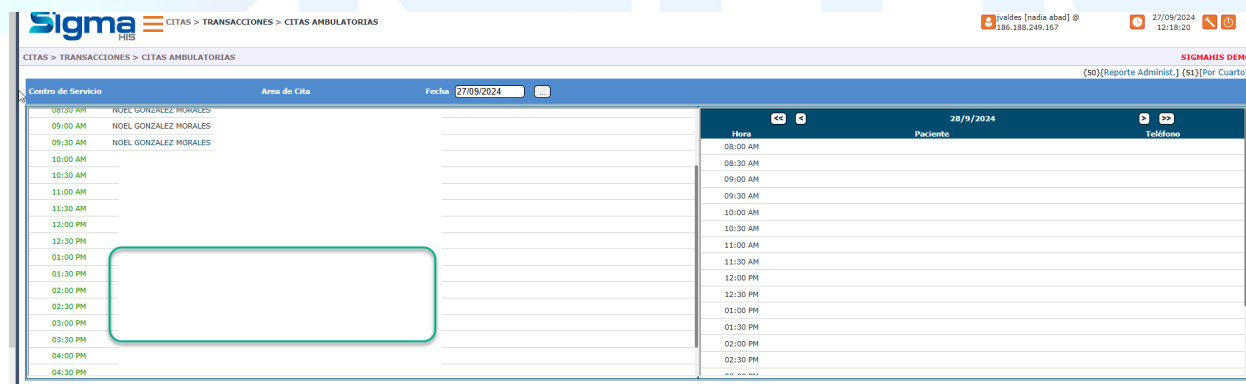 Sigma HIS CITAS > TRANSACCIONES > CITAS AMBULATORIAS jvaldes [nadia abad] @ 186.188.249.167 27/09/2024 12:18:20
CITAS > TRANSACCIONES > CITAS AMBULATORIAS SIGMAHIS DEM
{50}[Reporte Administ.] {51}[Por Cuarto]
Centro de Servicio Area de Cita Fecha 27/09/2024 ...
08:30 AM NOEL GONZALEZ MORALES
09:00 AM NOEL GONZALEZ MORALES
09:30 AM NOEL GONZALEZ MORALES
10:00 AM
10:30 AM
11:00 AM
11:30 AM
12:00 PM
12:30 PM
01:00 PM
01:30 PM
02:00 PM
02:30 PM
03:00 PM
03:30 PM
04:00 PM
04:30 PM
<< < 28/9/2024 > >>
Hora Paciente Teléfono
08:00 AM
08:30 AM
09:00 AM
09:30 AM
10:00 AM
10:30 AM
11:00 AM
11:30 AM
12:00 PM
12:30 PM
01:00 PM
01:30 PM
02:00 PM
02:30 PM